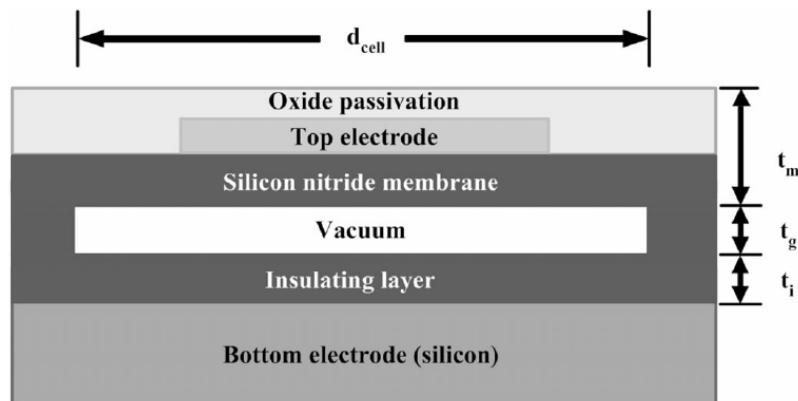 d_cell
Oxide passivation
Top electrode
t_m
Silicon nitride membrane
Vacuum
t_g
Insulating layer
t_i
Bottom electrode (silicon)